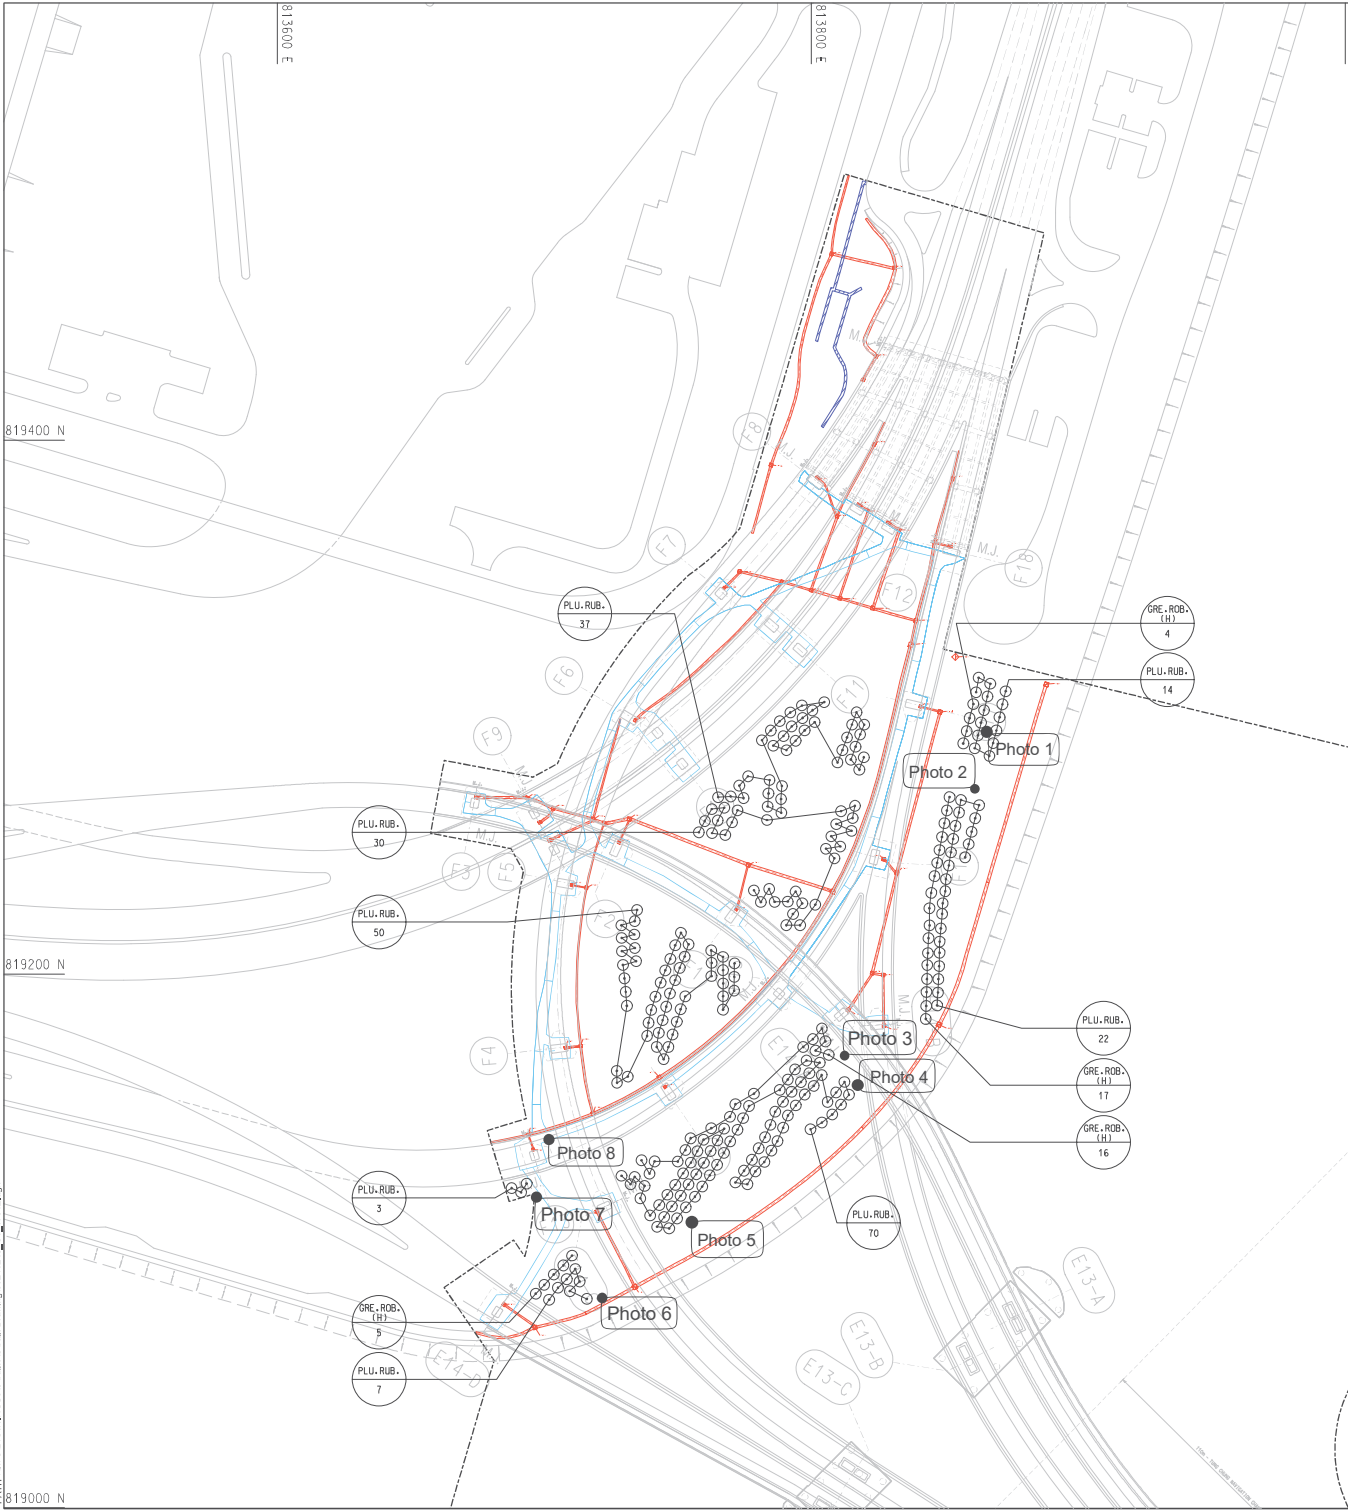 813600 E
813800 E
819400 N
819200 N
819000 N
M.J.
F8
M.J.
M.J.
M.J.
F7
F18
F12
PLU.RUB.
37
GRE.ROB.
(H)
4
PLU.RUB.
14
F6
F11
F9
M.J.
Photo 1
Photo 2
PLU.RUB.
30
M.J.
F3
F5
PLU.RUB.
50
F2
F1
M.J.
M.J.
PLU.RUB.
22
Photo 3
E14
F4
Photo 4
GRE.ROB.
(H)
17
GRE.ROB.
(H)
16
Photo 8
PLU.RUB.
3
Photo 7
Photo 5
PLU.RUB.
70
GRE.ROB.
(H)
5
Photo 6
E13-A
E13-B
E13-C
E14-D
PLU.RUB.
7